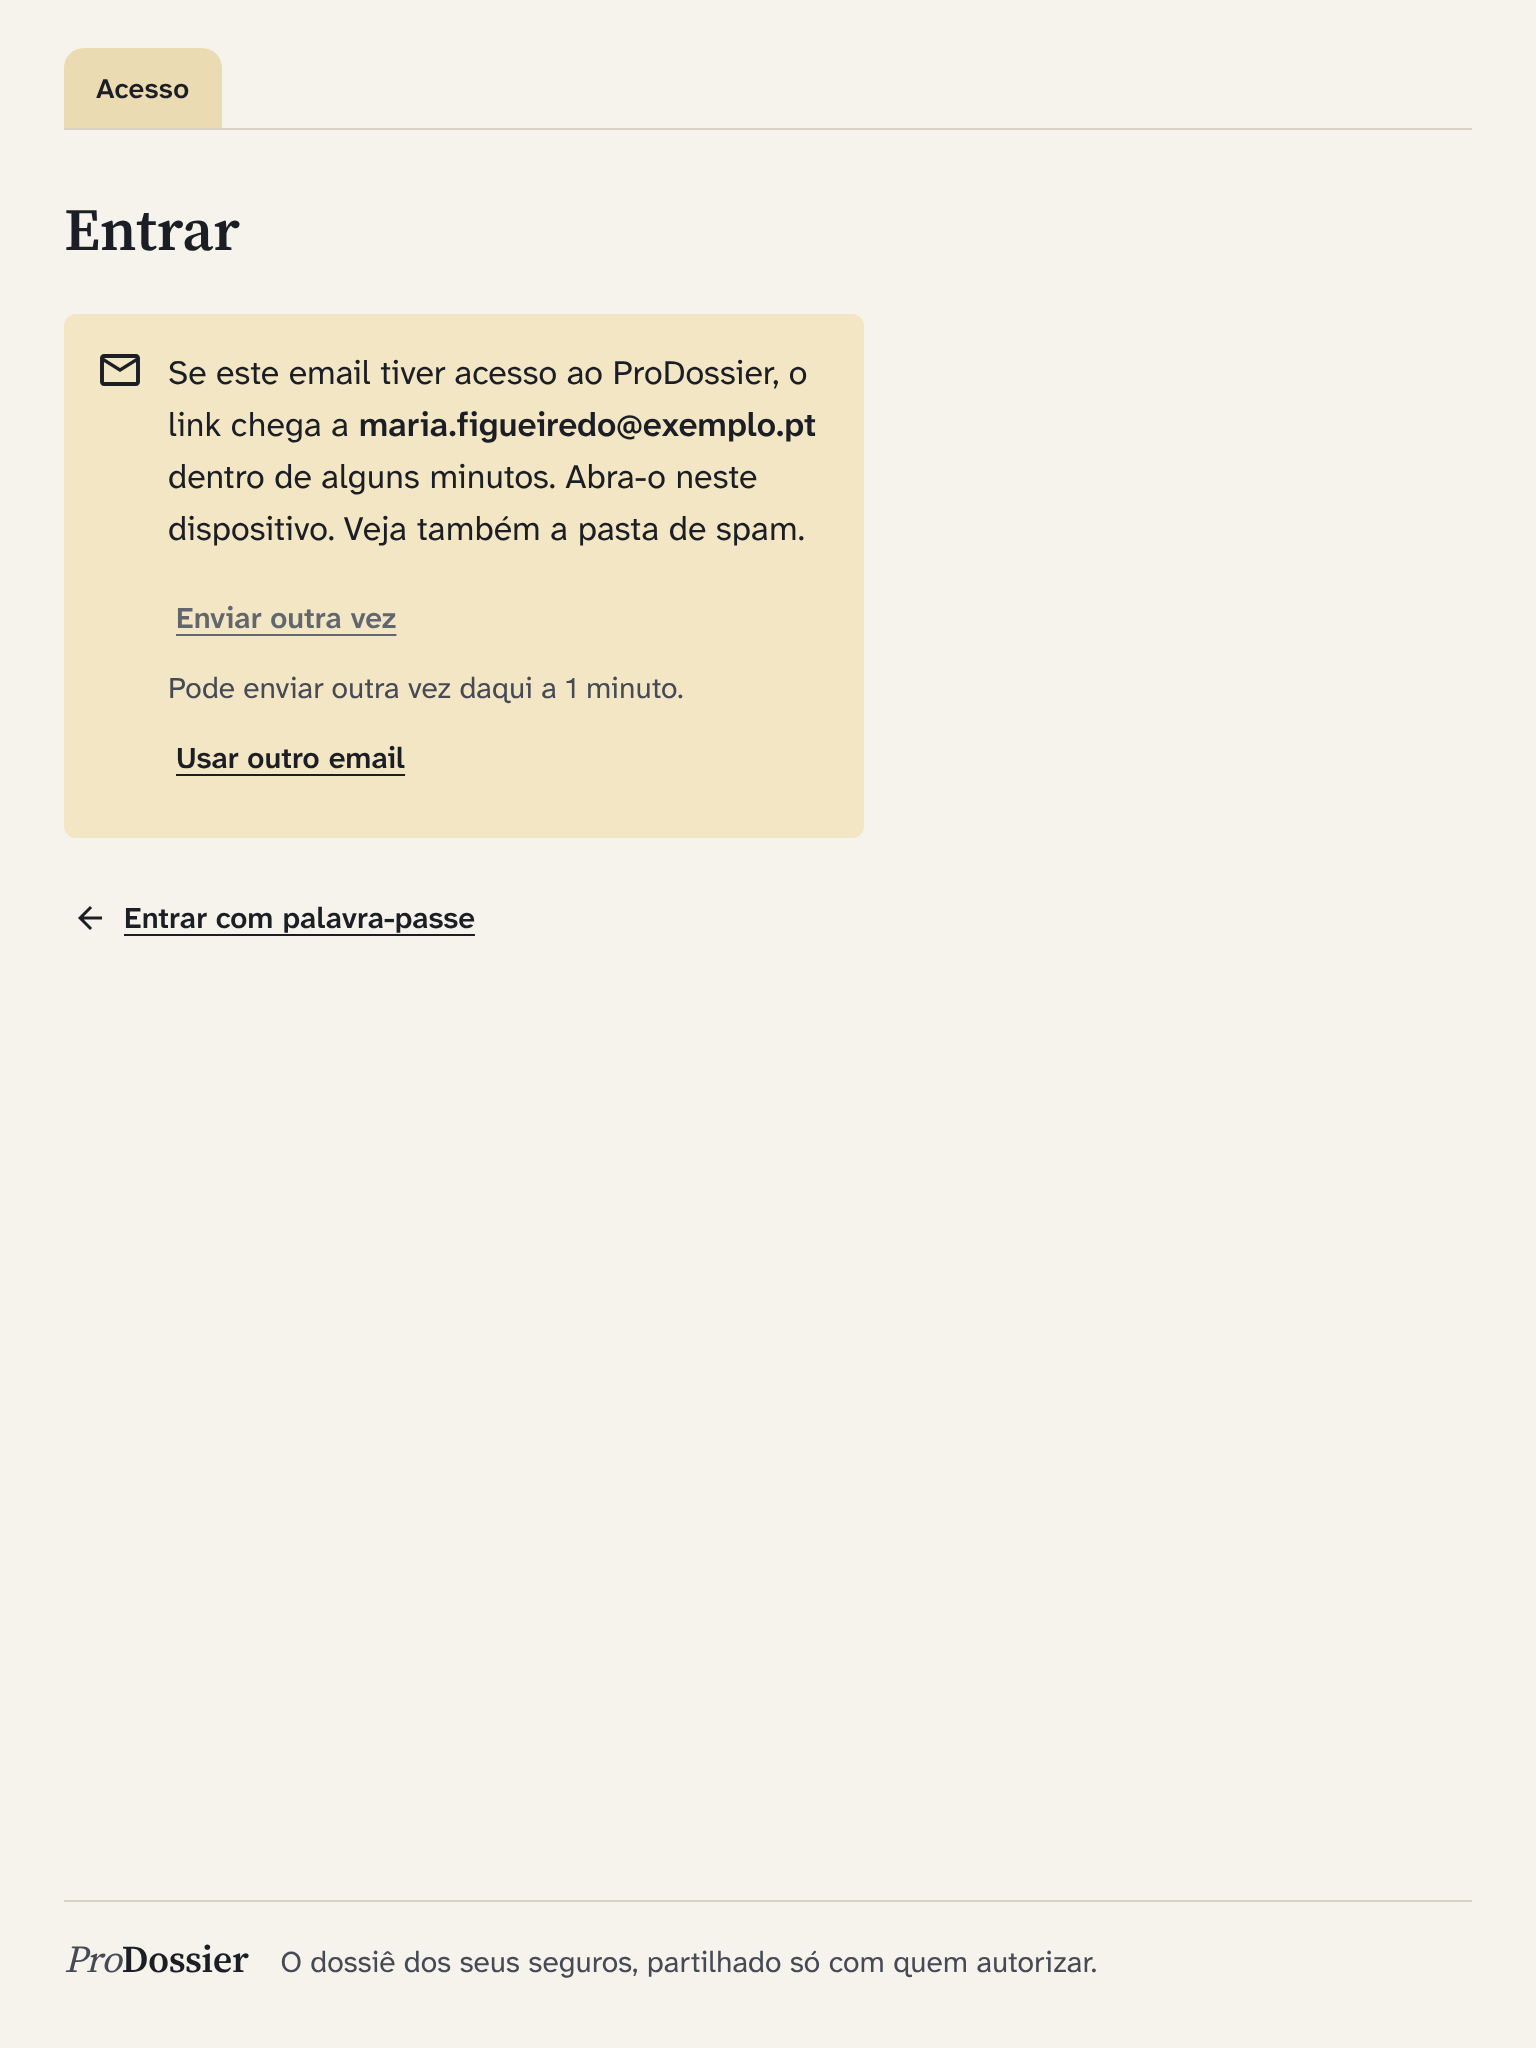 Acesso
Entrar
Se este email tiver acesso ao ProDossier, o
link chega a maria.figueiredo@exemplo.pt
dentro de alguns minutos. Abra-o neste
dispositivo. Veja também a pasta de spam.
Enviar outra vez
Pode enviar outra vez daqui a 1 minuto.
Usar outro email
← Entrar com palavra-passe
ProDossier O dossiê dos seus seguros, partilhado só com quem autorizar.